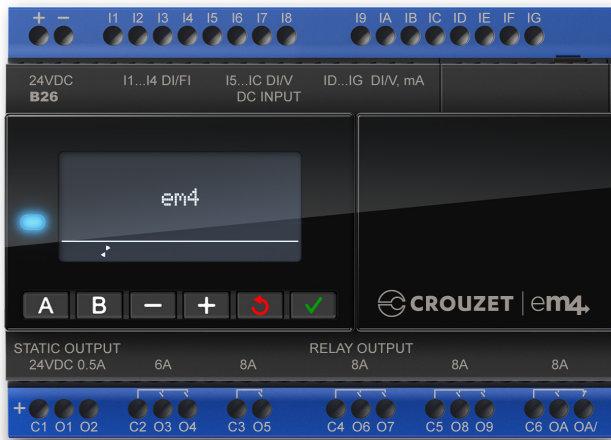 + − I1 I2 I3 I4 I5 I6 I7 I8 I9 IA IB IC ID IE IF IG
24VDC I1...I4 DI/FI I5...IC DI/V ID...IG DI/V, mA
B26 DC INPUT
em4
A B − +
CROUZET | em4
STATIC OUTPUT RELAY OUTPUT
24VDC 0.5A 6A 8A 8A 8A 8A
+ C1 O1 O2 C2 O3 O4 C3 O5 C4 O6 O7 C5 O8 O9 C6 OA OA/